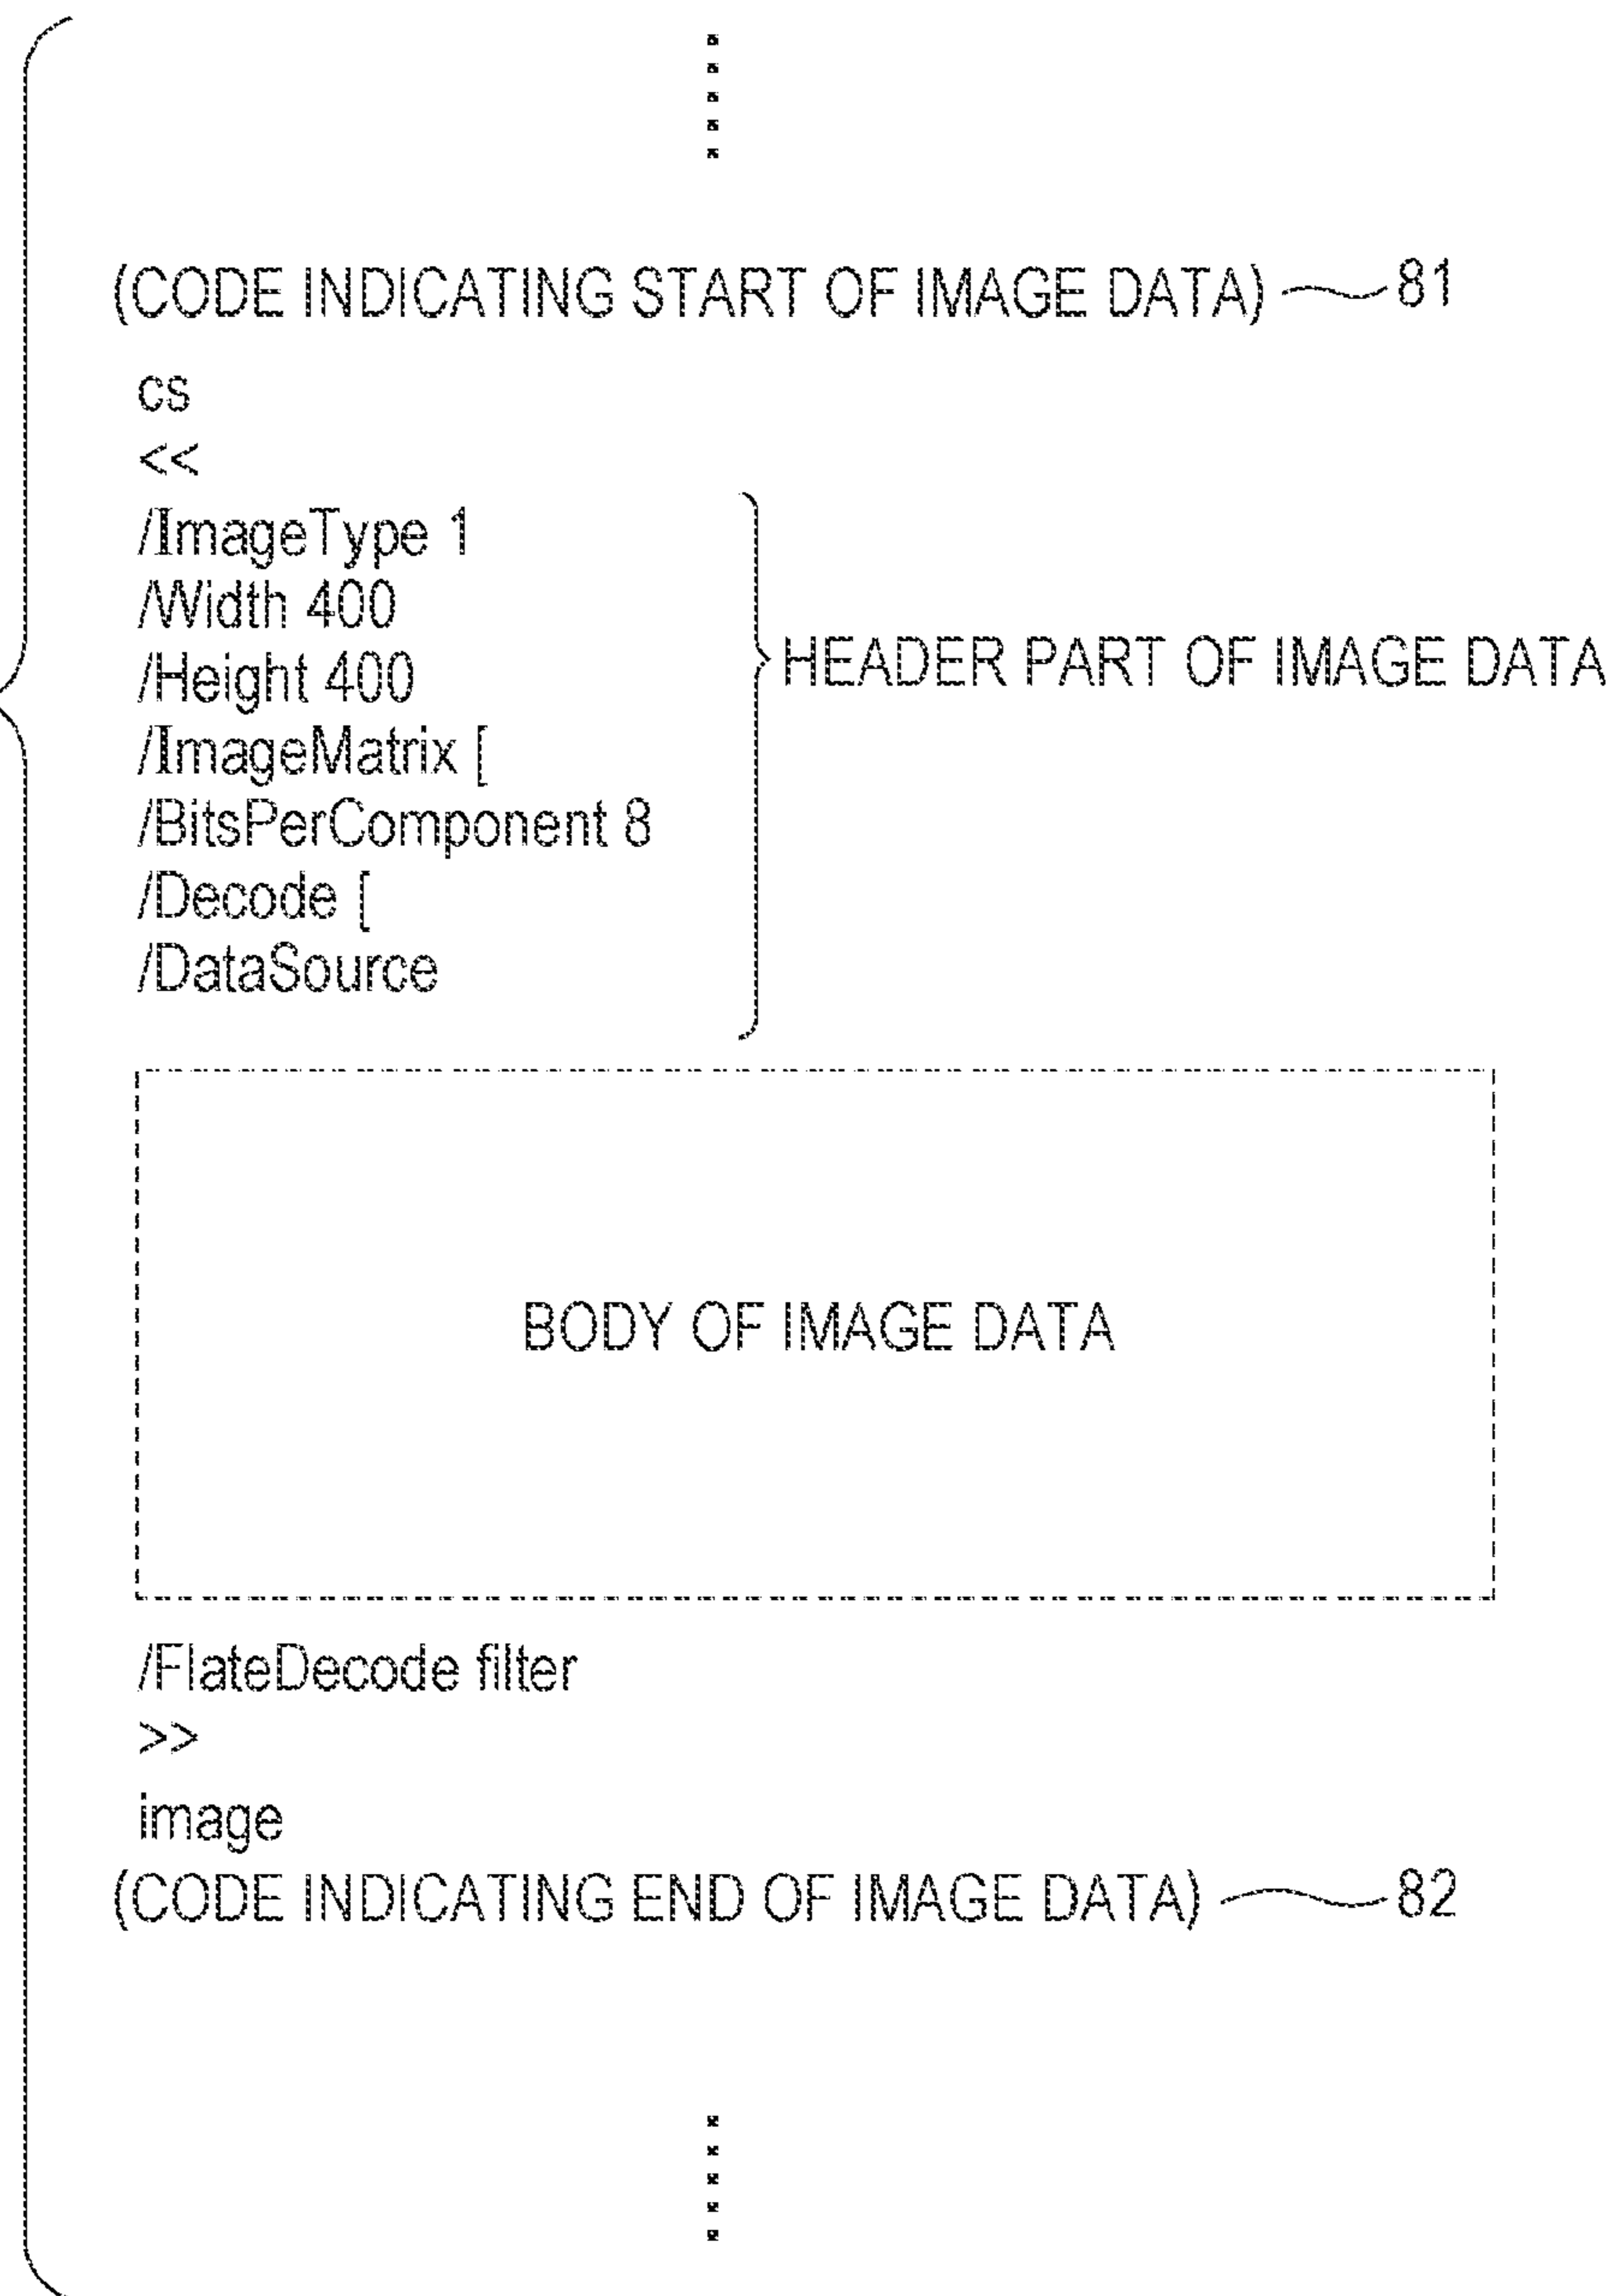 (CODE INDICATING START OF IMAGE DATA) 81
cs
<<
/ImageType 1
/Width 400
/Height 400
HEADER PART OF IMAGE DATA
/ImageMatrix [
/BitsPerComponent 8
/Decode [
/DataSource
BODY OF IMAGE DATA
/FlateDecode filter
>>
image
(CODE INDICATING END OF IMAGE DATA) 82